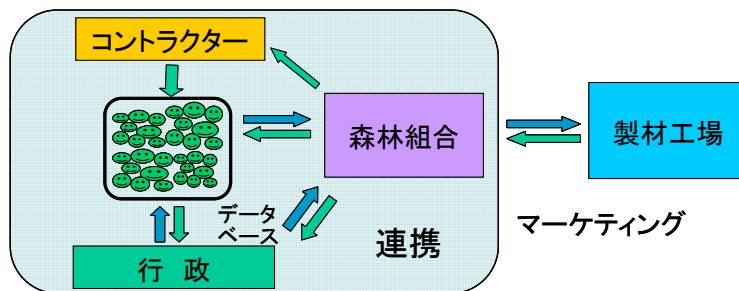 コントラクター
森林組合
製材工場
データ
ベース
連携
マーケティング
行 政